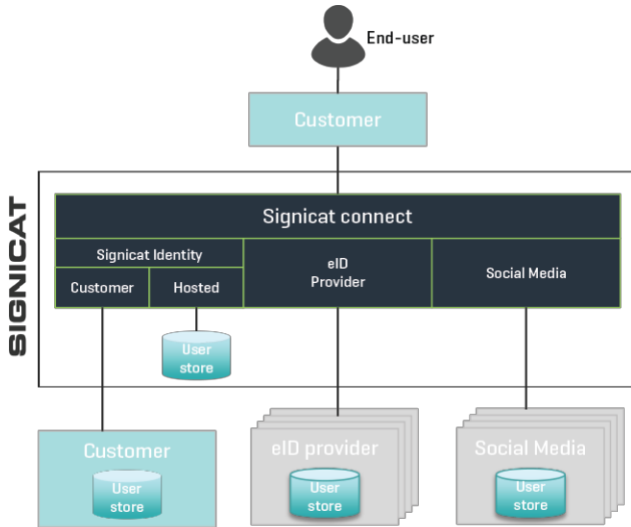 End-user
Customer
SIGNICAT
Signicat connect
Signicat Identity
eID
Provider
Social Media
Customer
Hosted
User
store
Customer
User
store
eID provider
User
store
Social Media
User
store